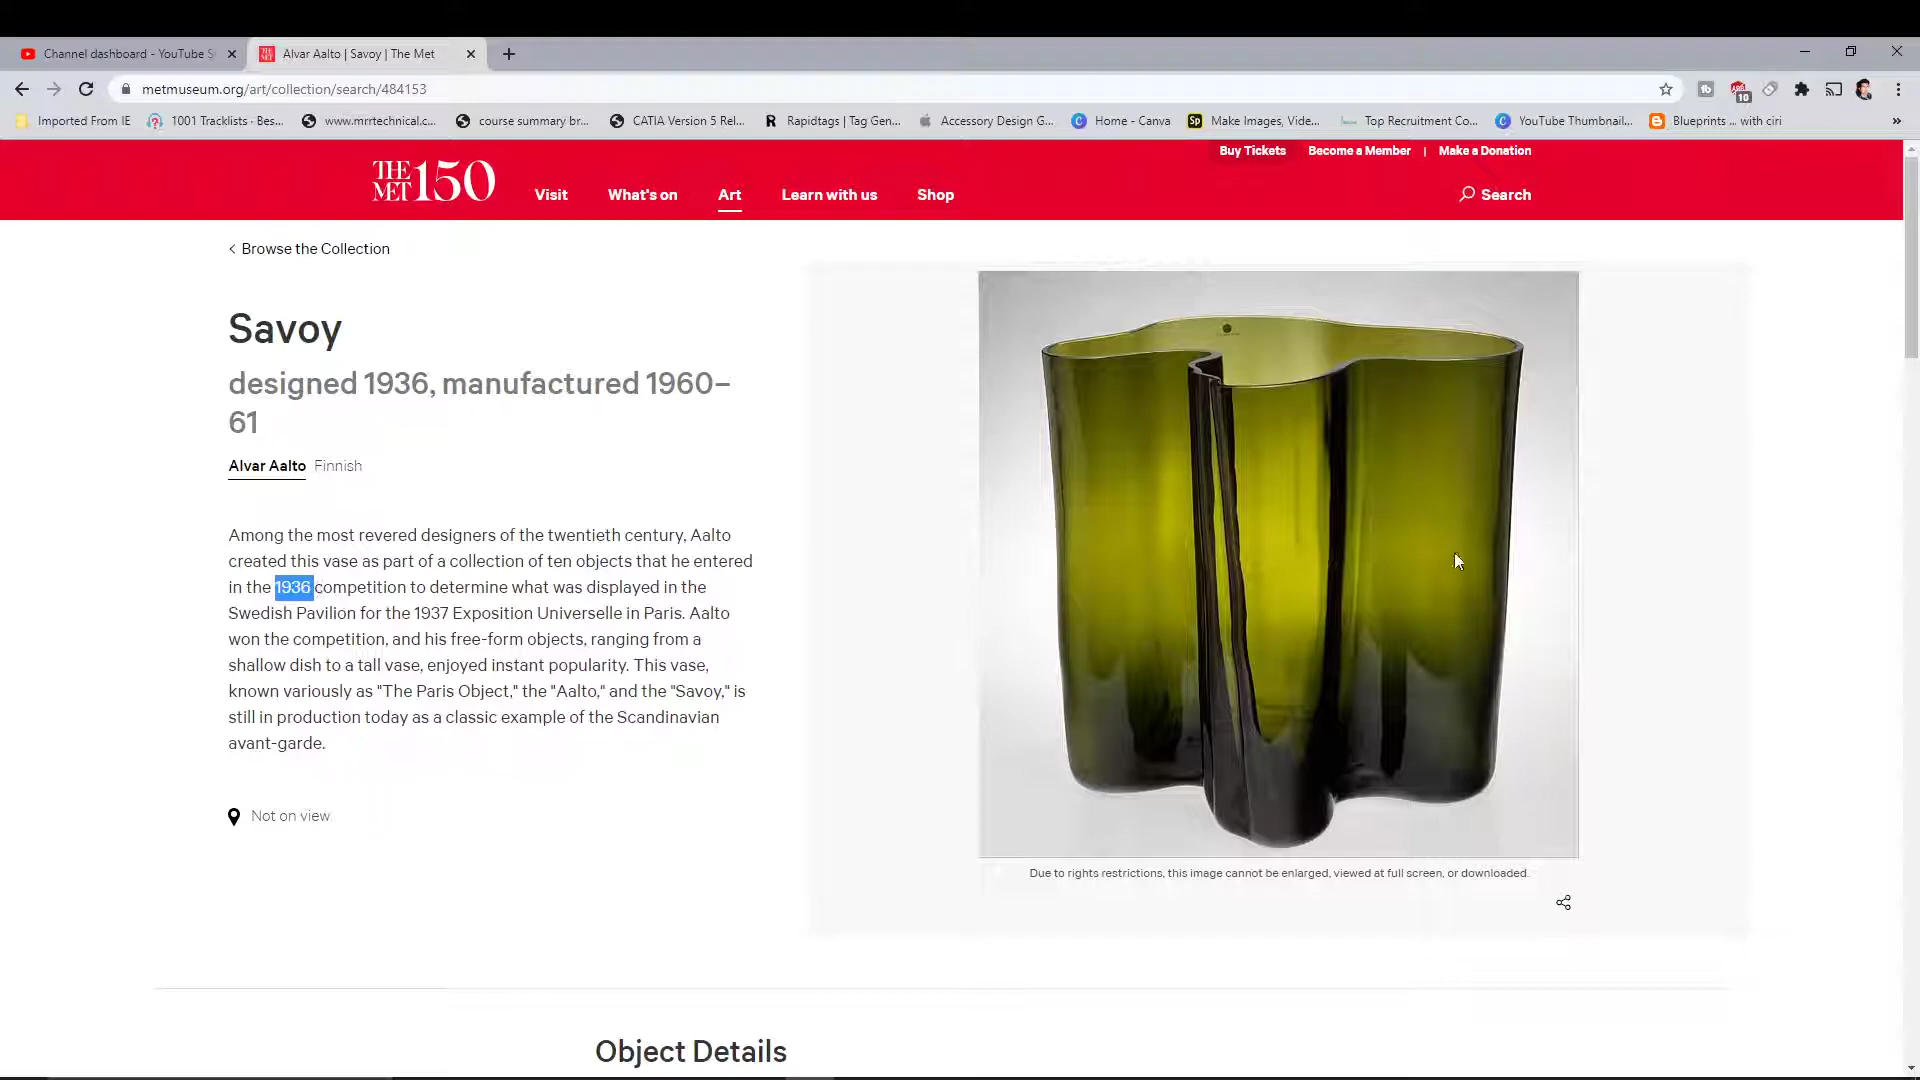 Channel dashboard - YouTube S
Alvar Aalto | Savoy | The Met
metmuseum.org/art/collection/search/484153
10
Imported From IE
1001 Tracklists - Bes...
www.mrrtechnical.c...
course summary br...
CATIA Version 5 Rel...
R Rapidtags | Tag Gen...
Accessory Design G...
C Home - Canva
Sp Make Images, Vide...
Top Recruitment Co...
C YouTube Thumbnail...
Blueprints ... with ciri
»
Buy Tickets Become a Member | Make a Donation
THE MET 150
Visit What's on Art Learn with us Shop Search
Browse the Collection
Savoy
designed 1936, manufactured 1960–
61
Alvar Aalto Finnish
Among the most revered designers of the twentieth century, Aalto
created this vase as part of a collection of ten objects that he entered
in the 1936 competition to determine what was displayed in the
Swedish Pavilion for the 1937 Exposition Universelle in Paris. Aalto
won the competition, and his free-form objects, ranging from a
shallow dish to a tall vase, enjoyed instant popularity. This vase,
known variously as "The Paris Object," the "Aalto," and the "Savoy," is
still in production today as a classic example of the Scandinavian
avant-garde.
Not on view
Due to rights restrictions, this image cannot be enlarged, viewed at full screen, or downloaded.
Object Details